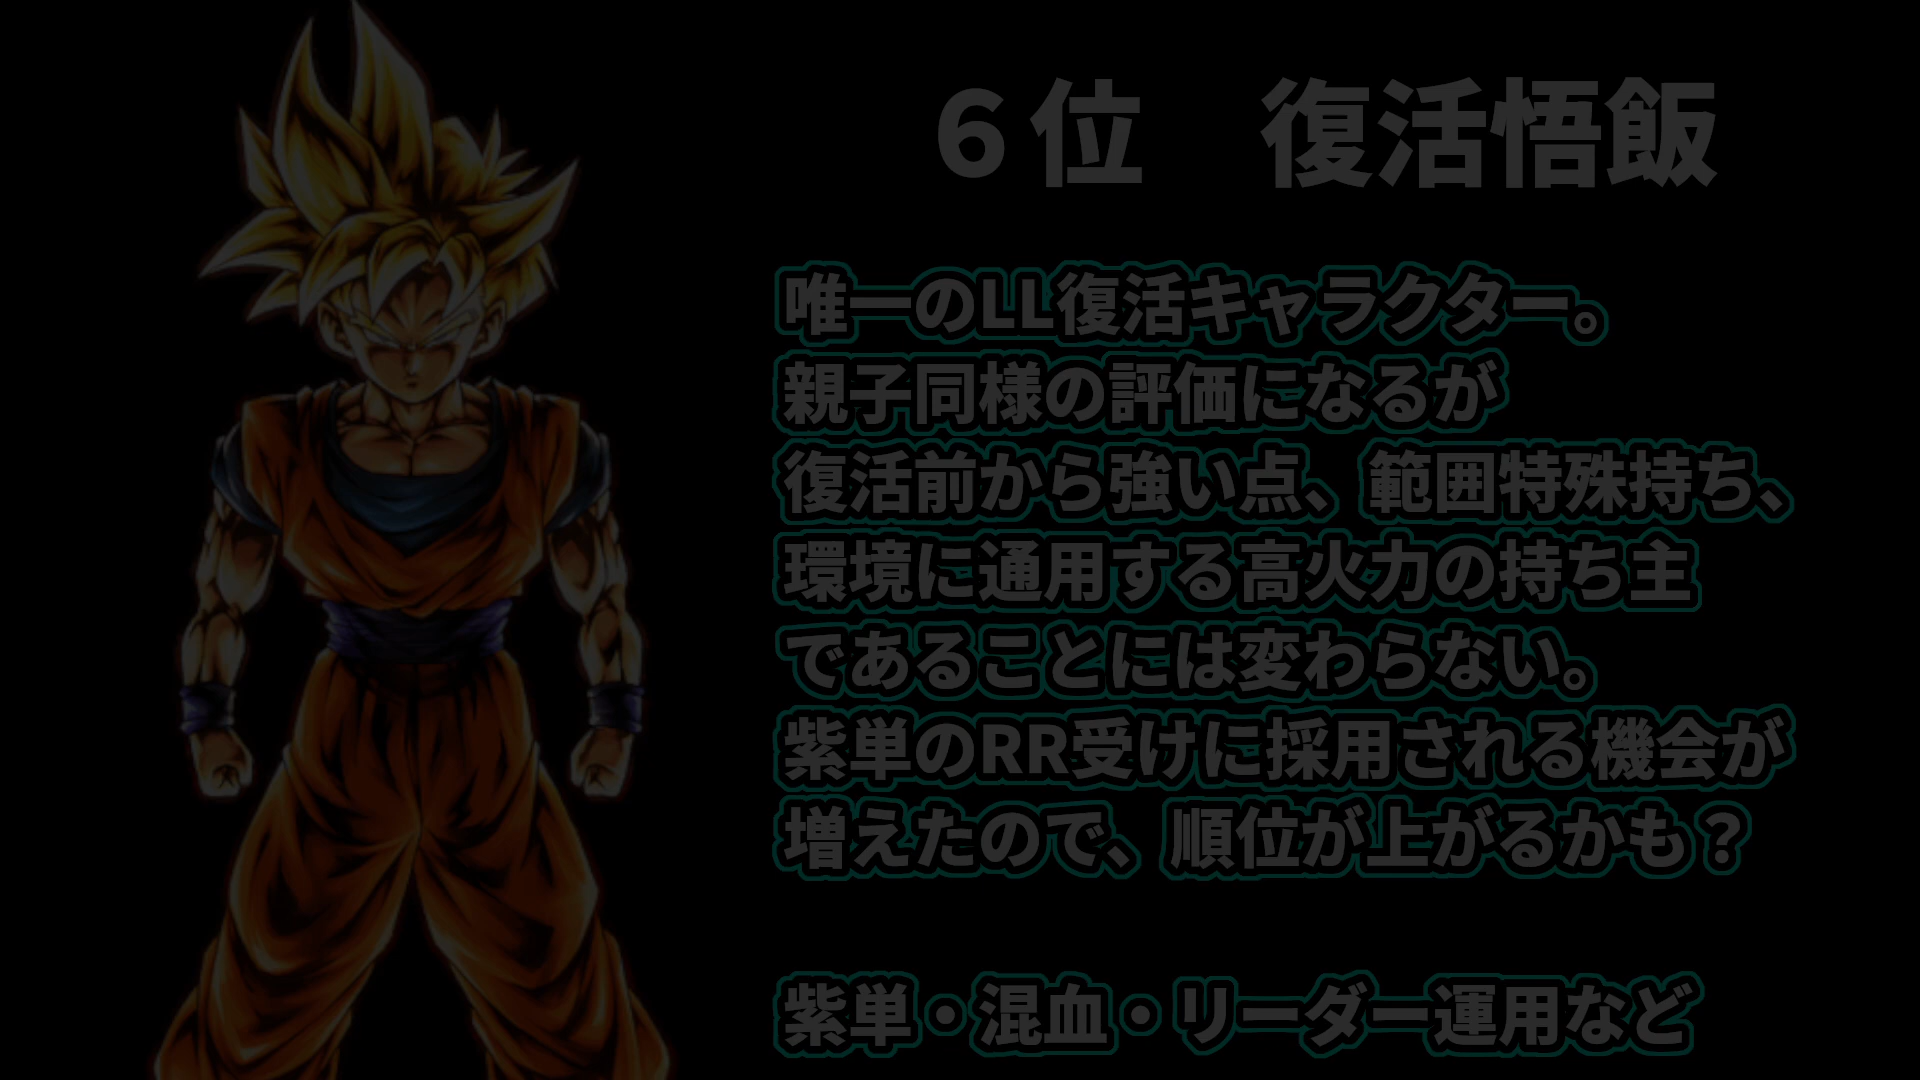 ６位　復活悟飯
唯一のLL復活キャラクター。
親子同様の評価になるが
復活前から強い点、範囲特殊持ち、
環境に通用する高火力の持ち主
であることには変わらない。
紫単のRR受けに採用される機会が
増えたので、順位が上がるかも？
紫単・混血・リーダー運用など